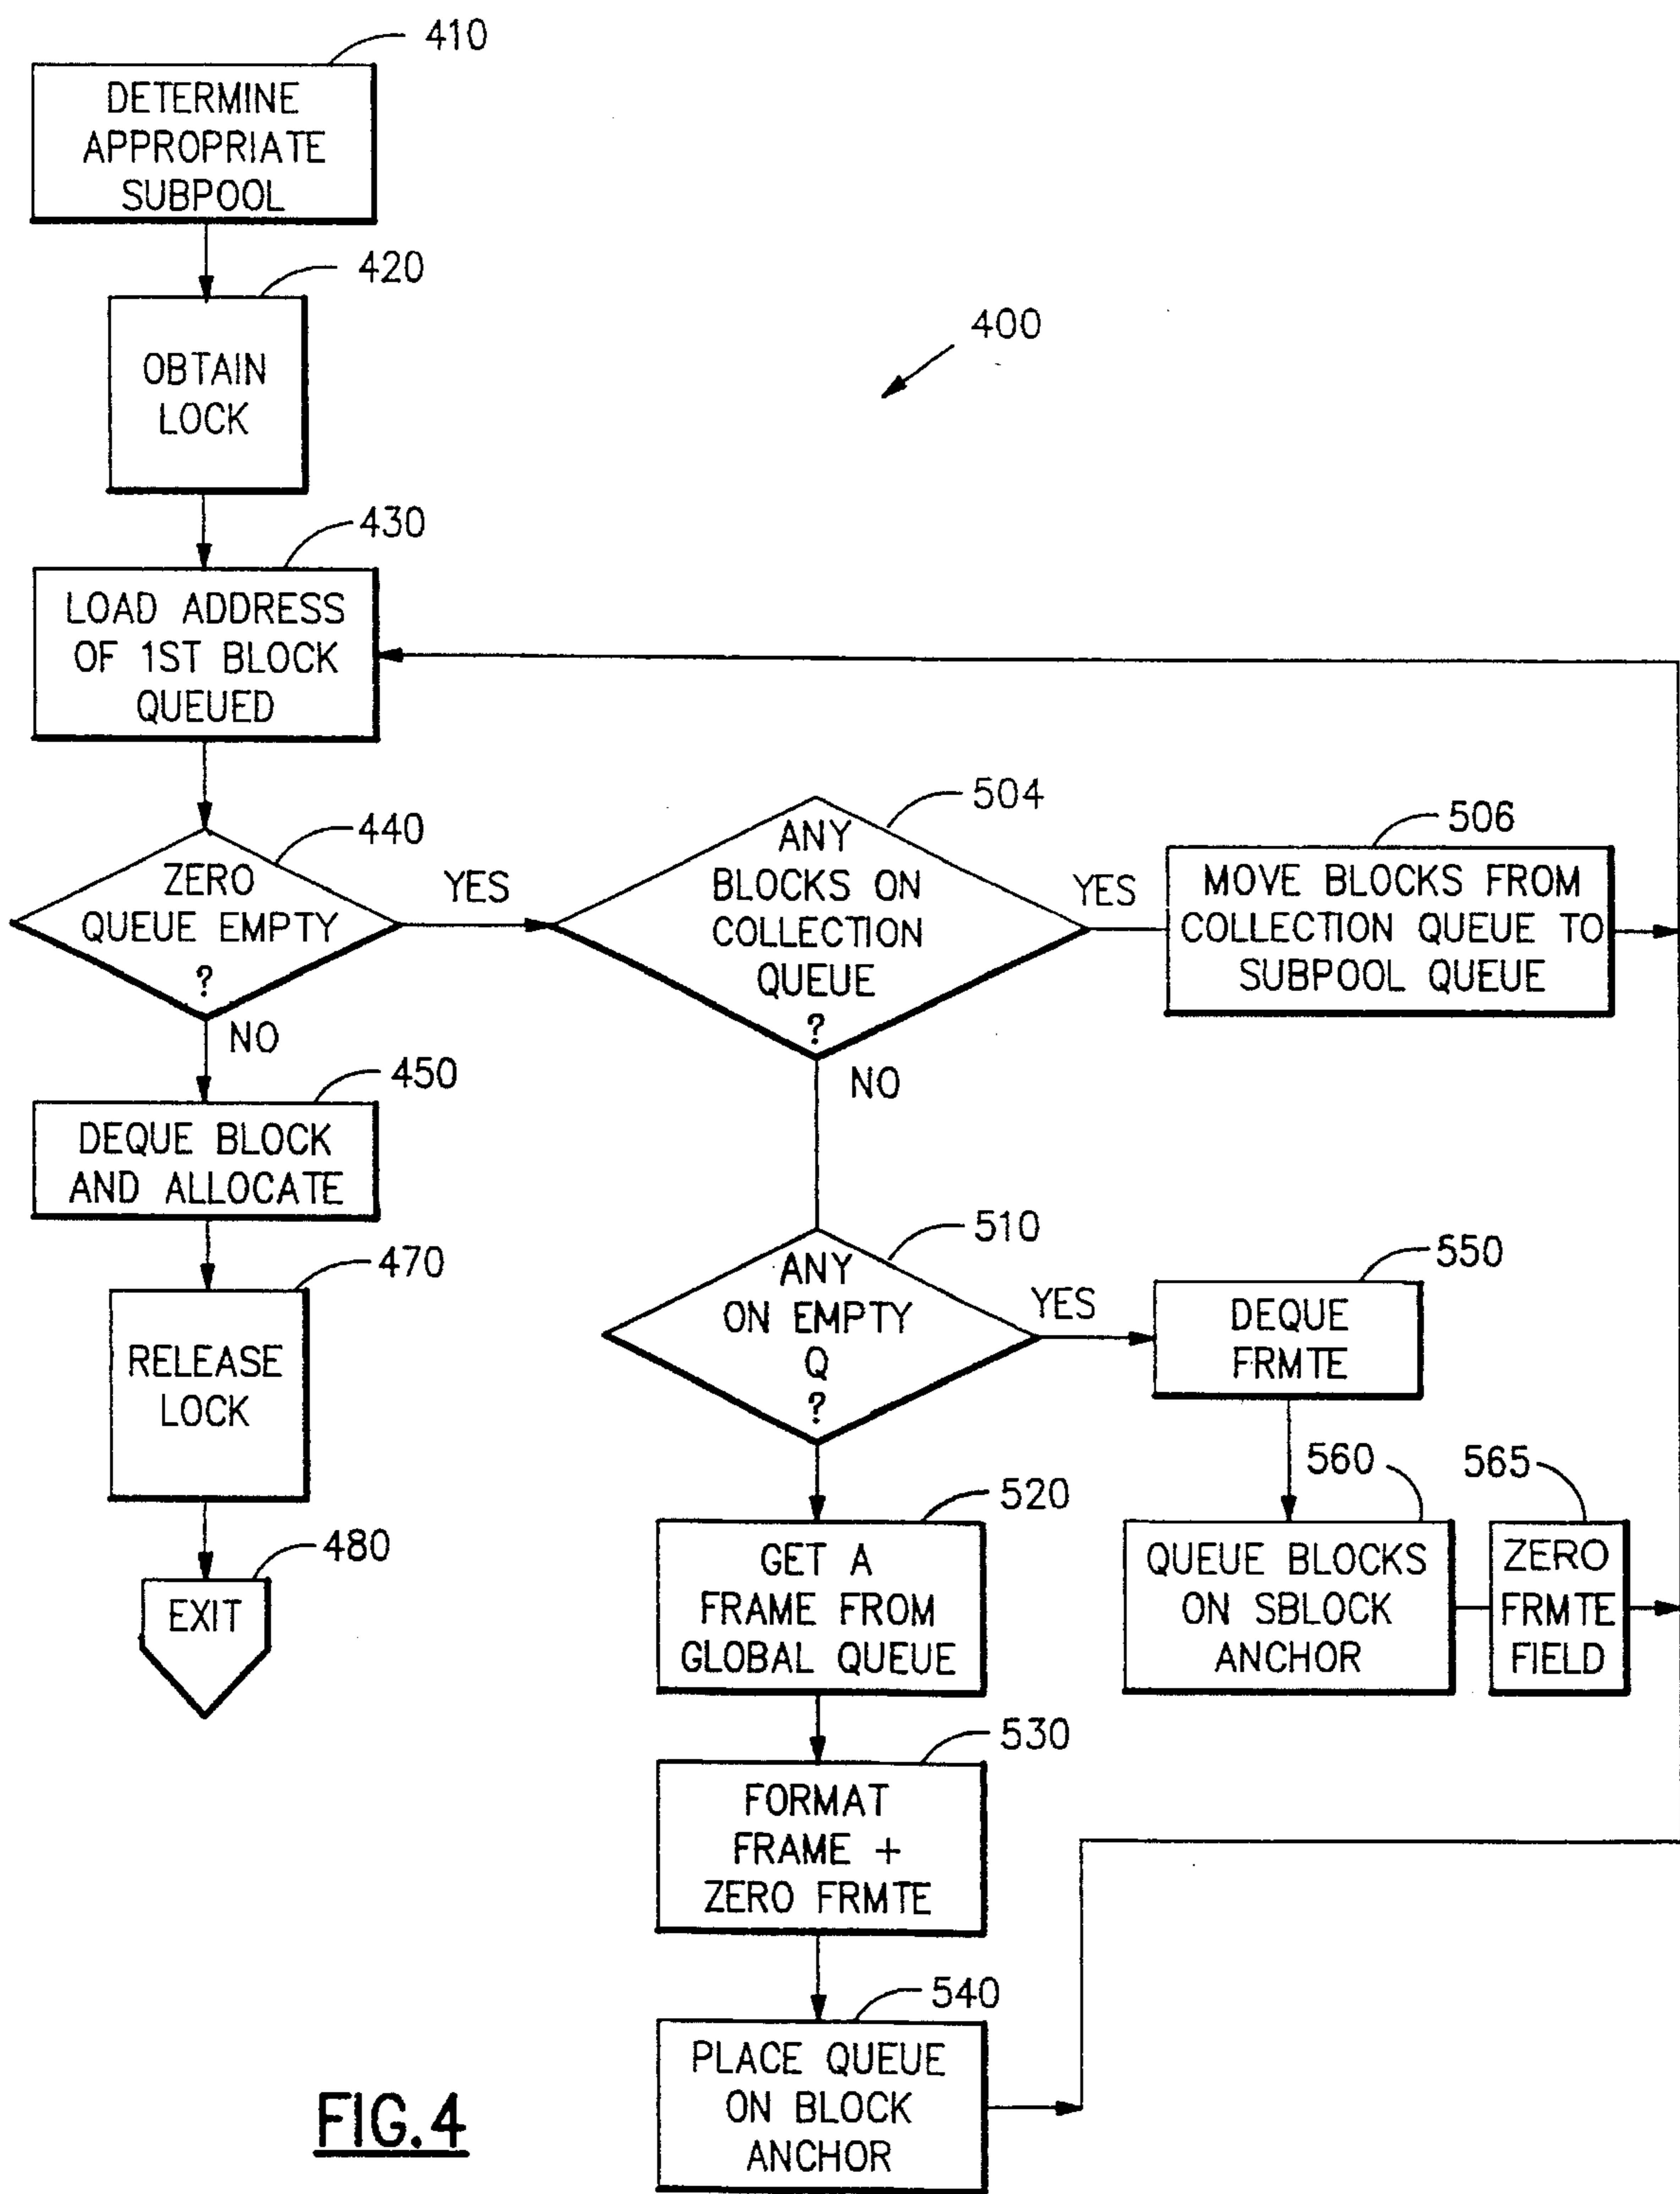 410
DETERMINE
APPROPRIATE
SUBPOOL
420
OBTAIN
LOCK
400
430
LOAD ADDRESS
OF 1ST BLOCK
QUEUED
440
ZERO
QUEUE EMPTY
?
YES
NO
504
ANY
BLOCKS ON
COLLECTION
QUEUE
?
YES
NO
506
MOVE BLOCKS FROM
COLLECTION QUEUE TO
SUBPOOL QUEUE
450
DEQUE BLOCK
AND ALLOCATE
470
RELEASE
LOCK
480
EXIT
510
ANY
ON EMPTY
Q
?
YES
550
DEQUE
FRMTE
560
QUEUE BLOCKS
ON SBLOCK
ANCHOR
565
ZERO
FRMTE
FIELD
520
GET A
FRAME FROM
GLOBAL QUEUE
530
FORMAT
FRAME +
ZERO FRMTE
540
PLACE QUEUE
ON BLOCK
ANCHOR
FIG.4